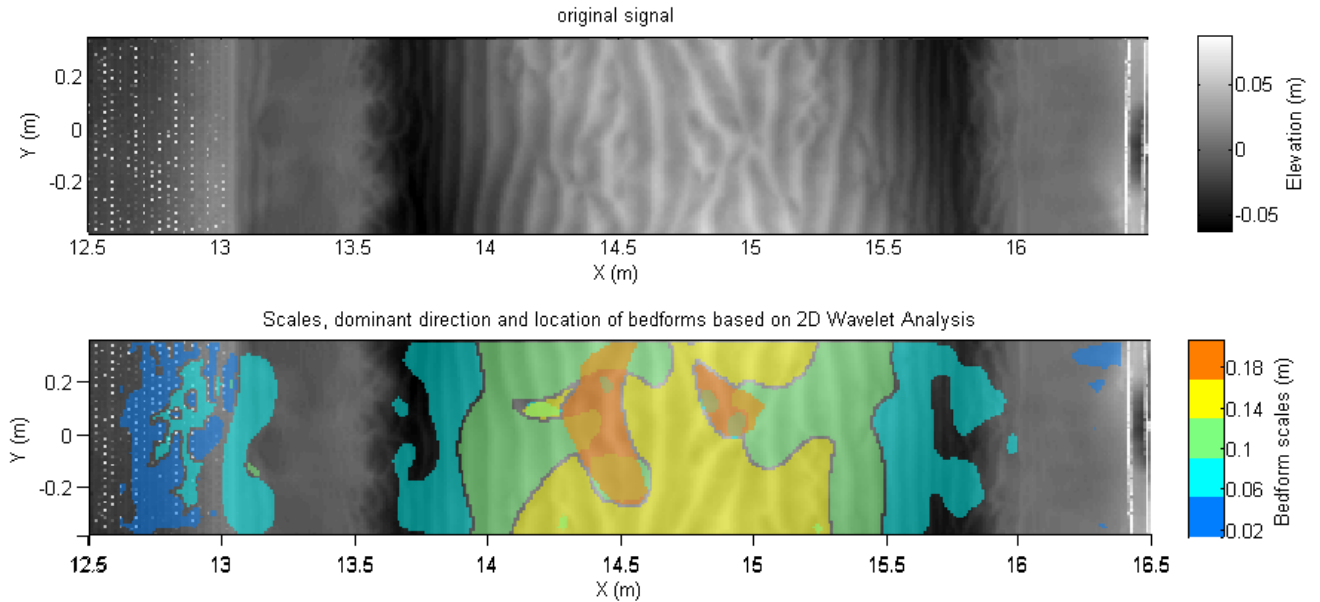 original signal
0.2
0
-0.2
Y (m)
12.5 13 13.5 14 14.5 15 15.5 16
X (m)
0.05
0
-0.05
Elevation (m)
Scales, dominant direction and location of bedforms based on 2D Wavelet Analysis
0.2
0
-0.2
Y (m)
12.5 13 13.5 14 14.5 15 15.5 16 16.5
X (m)
0.18
0.14
0.1
0.06
0.02
Bedform scales (m)